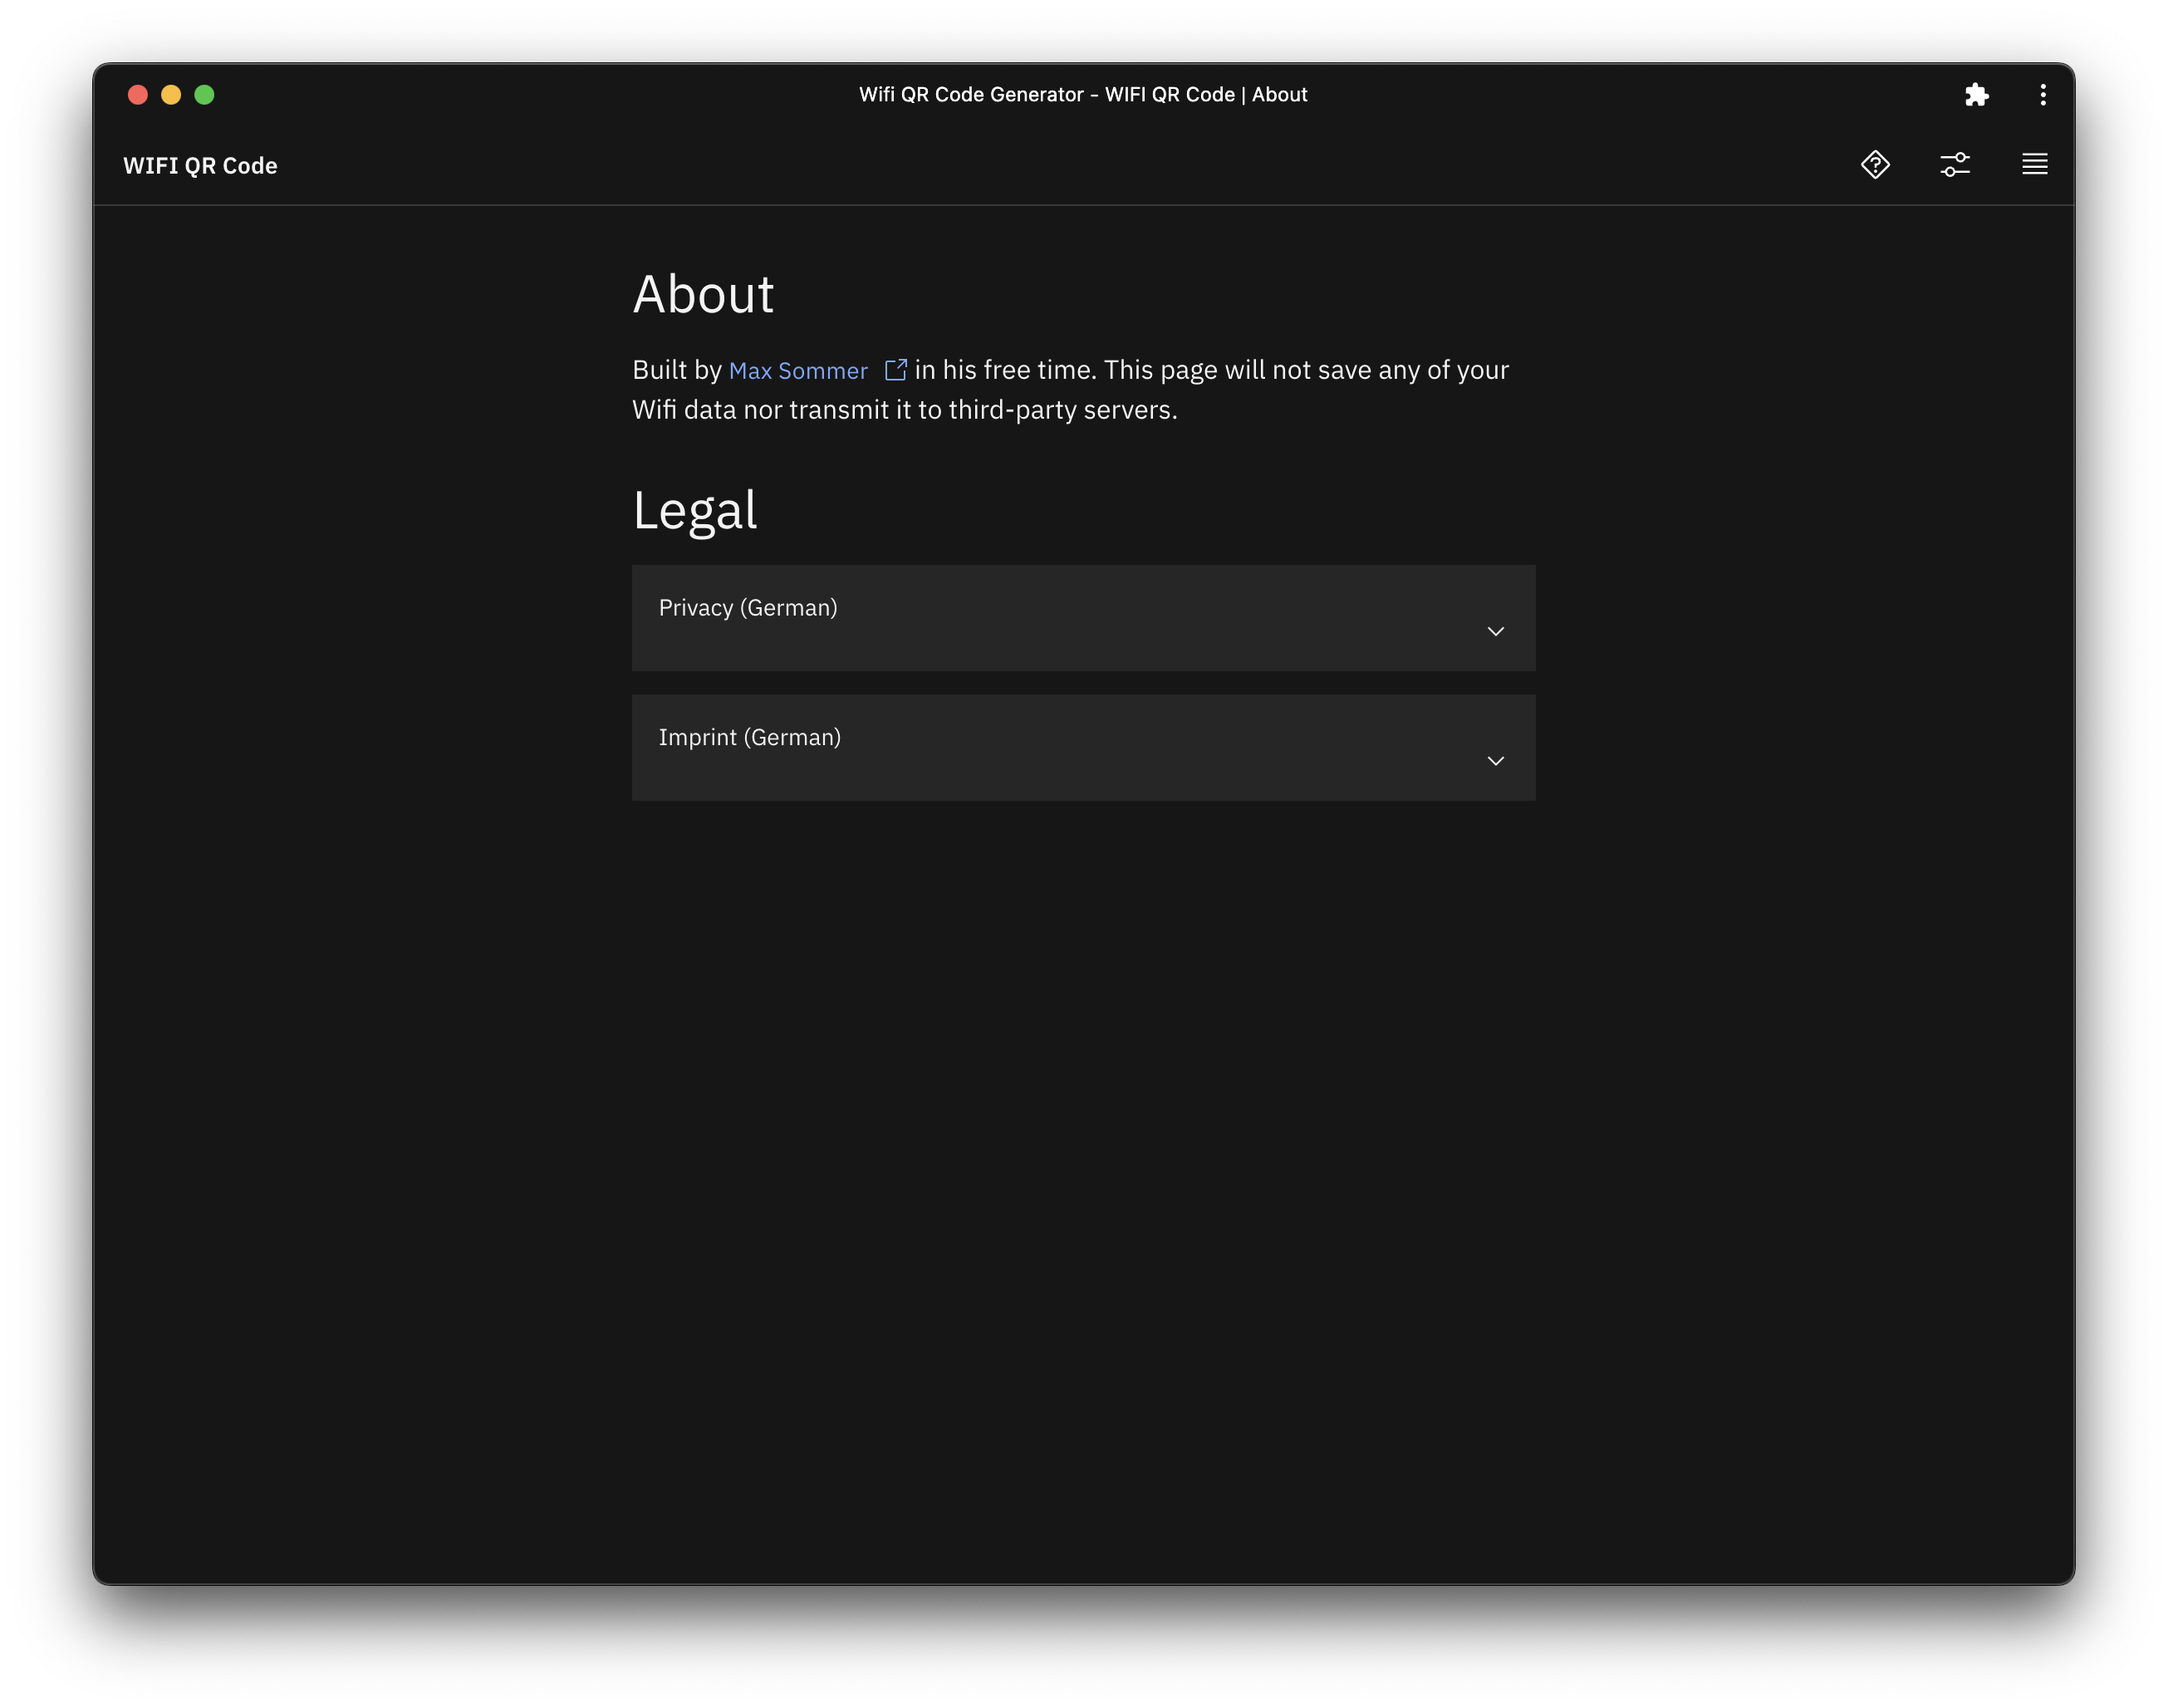 Wifi QR Code Generator - WIFI QR Code | About
WIFI QR Code
About
Built by Max Sommer in his free time. This page will not save any of your
Wifi data nor transmit it to third-party servers.
Legal
Privacy (German)
Imprint (German)